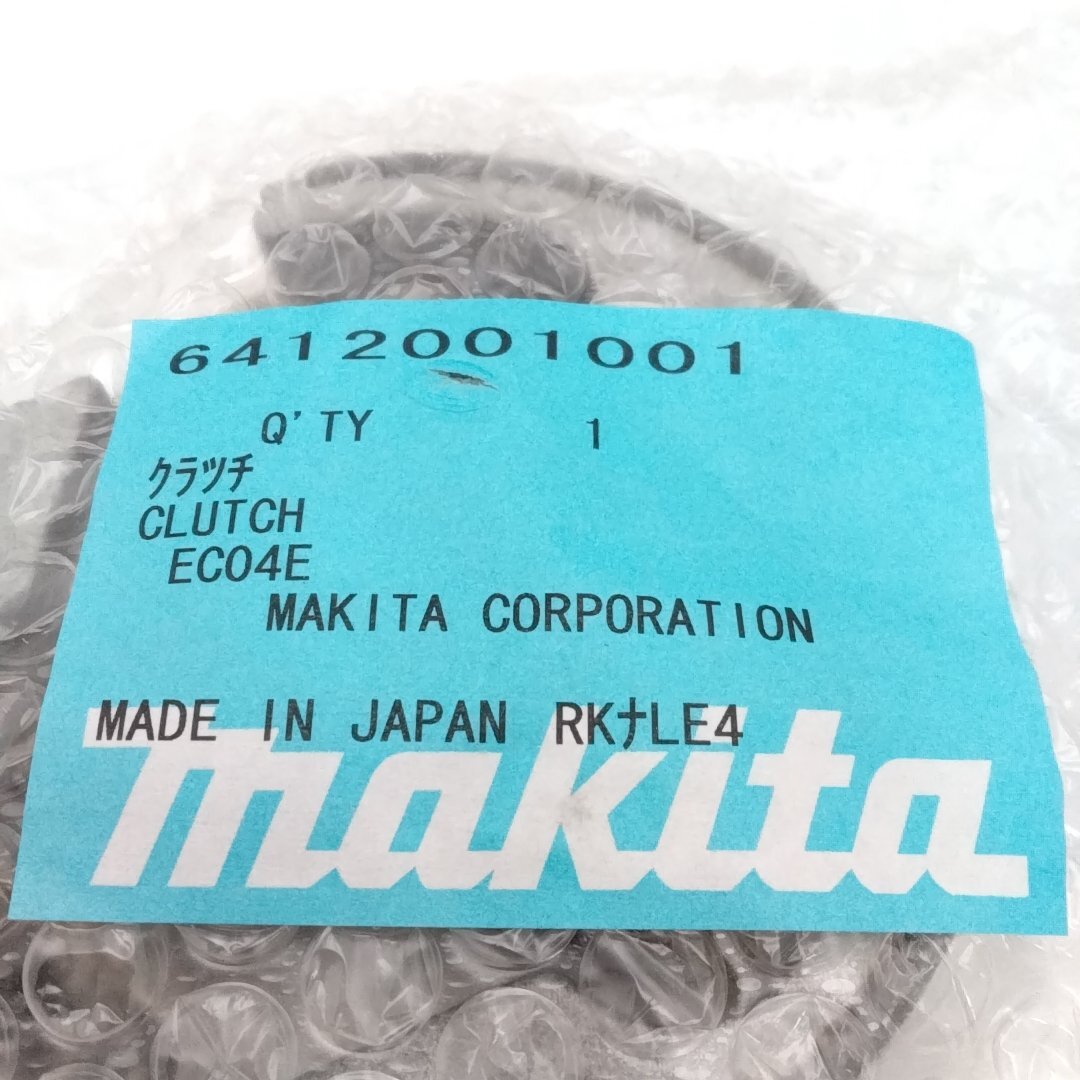 6412001001
Q'TY 1
ｸﾗﾂﾁ
CLUTCH
EC04E
MAKITA CORPORATION
MADE IN JAPAN RKﾅLE4
makita